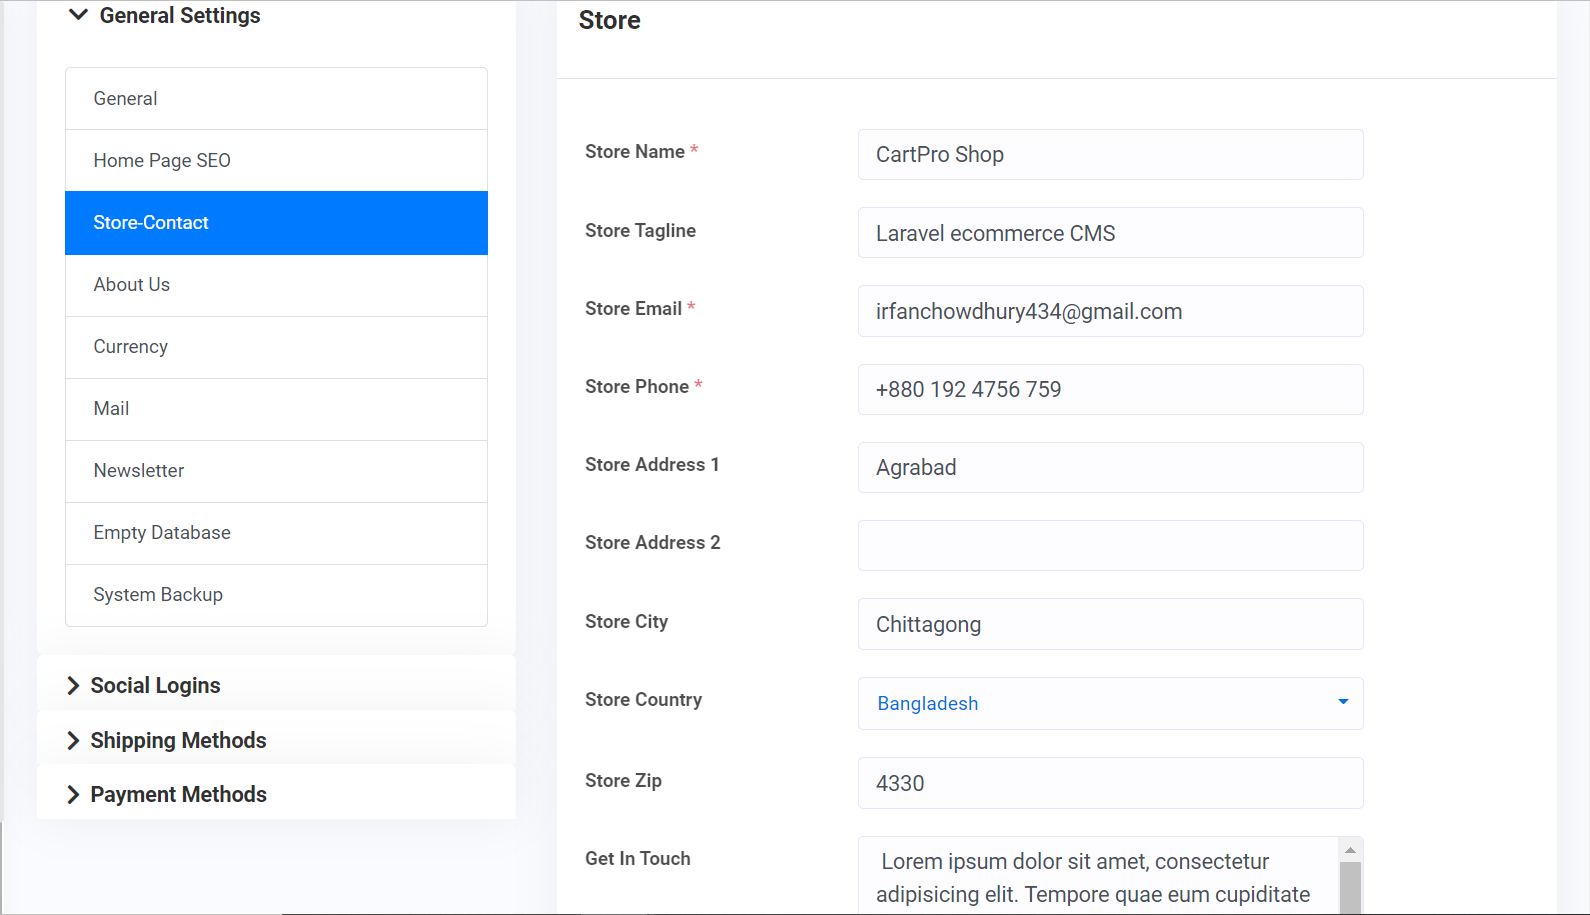 General Settings
General
Home Page SEO
Store-Contact
About Us
Currency
Mail
Newsletter
Empty Database
System Backup
Social Logins
Shipping Methods
Payment Methods
Store
Store Name * CartPro Shop
Store Tagline Laravel ecommerce CMS
Store Email * irfanchowdhury434@gmail.com
Store Phone * +880 192 4756 759
Store Address 1 Agrabad
Store Address 2
Store City Chittagong
Store Country Bangladesh
Store Zip 4330
Get In Touch Lorem ipsum dolor sit amet, consectetur
adipisicing elit. Tempore quae eum cupiditate